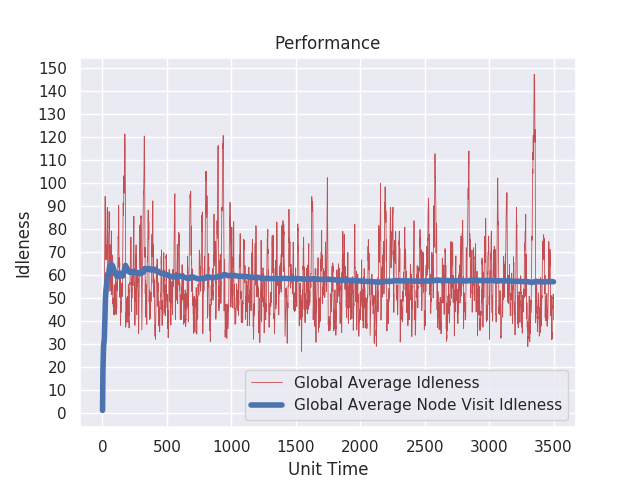 Performance
150
140
130
120
110
100
90
80
70
60
50
40
30
20
10
0
Idleness
0 500 1000 1500 2000 2500 3000 3500
Unit Time
Global Average Idleness
Global Average Node Visit Idleness